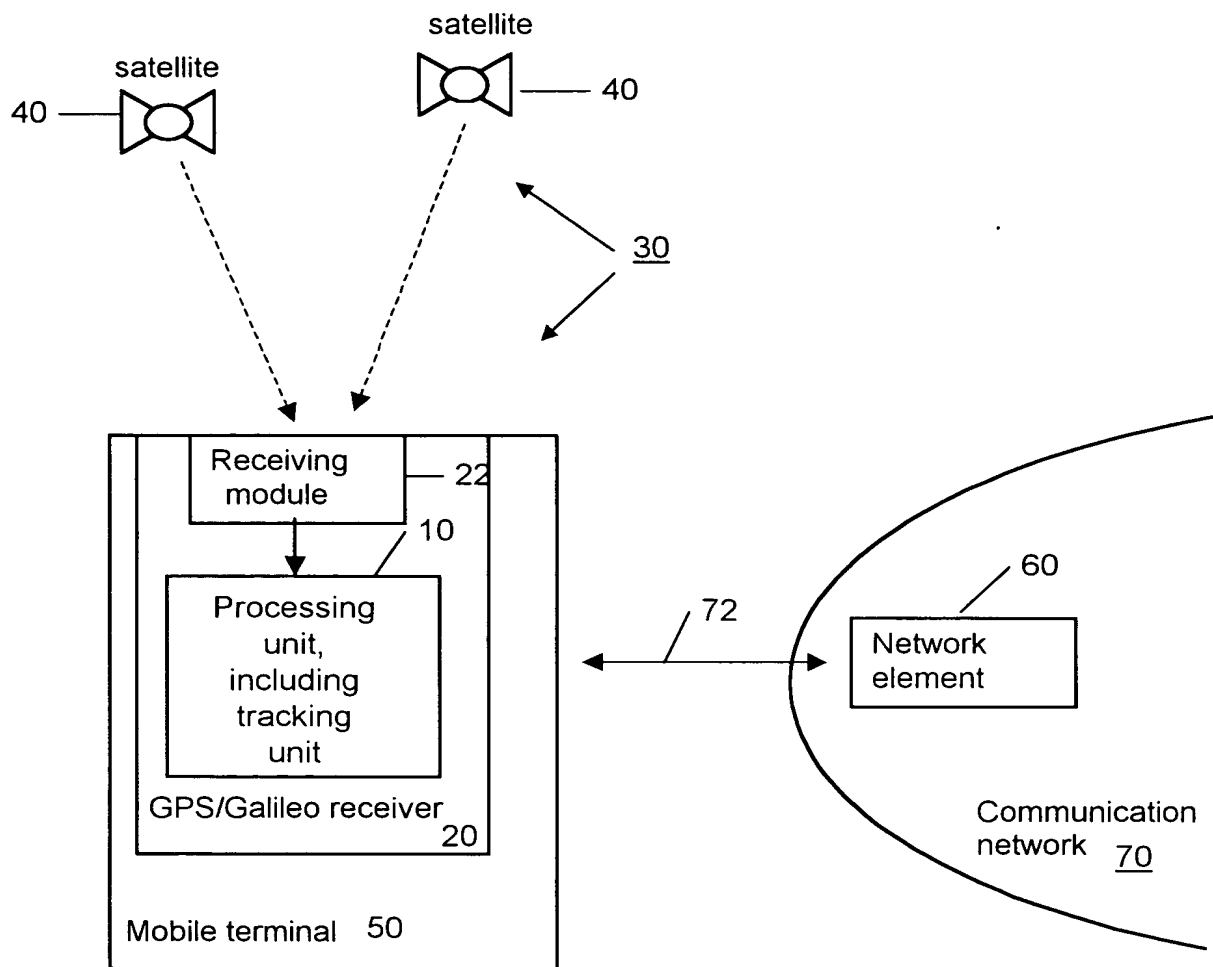 satellite
satellite
40
40
30
Receiving
module
22
10
Processing
unit,
including
tracking
unit
GPS/Galileo receiver
20
Mobile terminal 50
72
60
Network
element
Communication
network 70